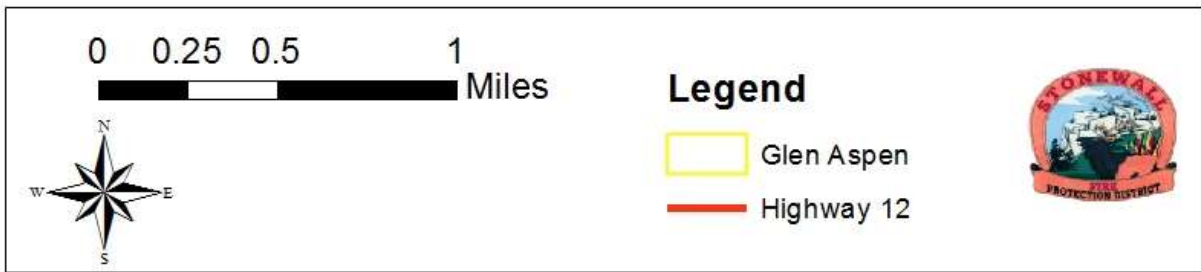 0 0.25 0.5 1
Miles
N
W E
S
Legend
Glen Aspen
Highway 12
STONEWALL
FIRE
PROTECTION DISTRICT